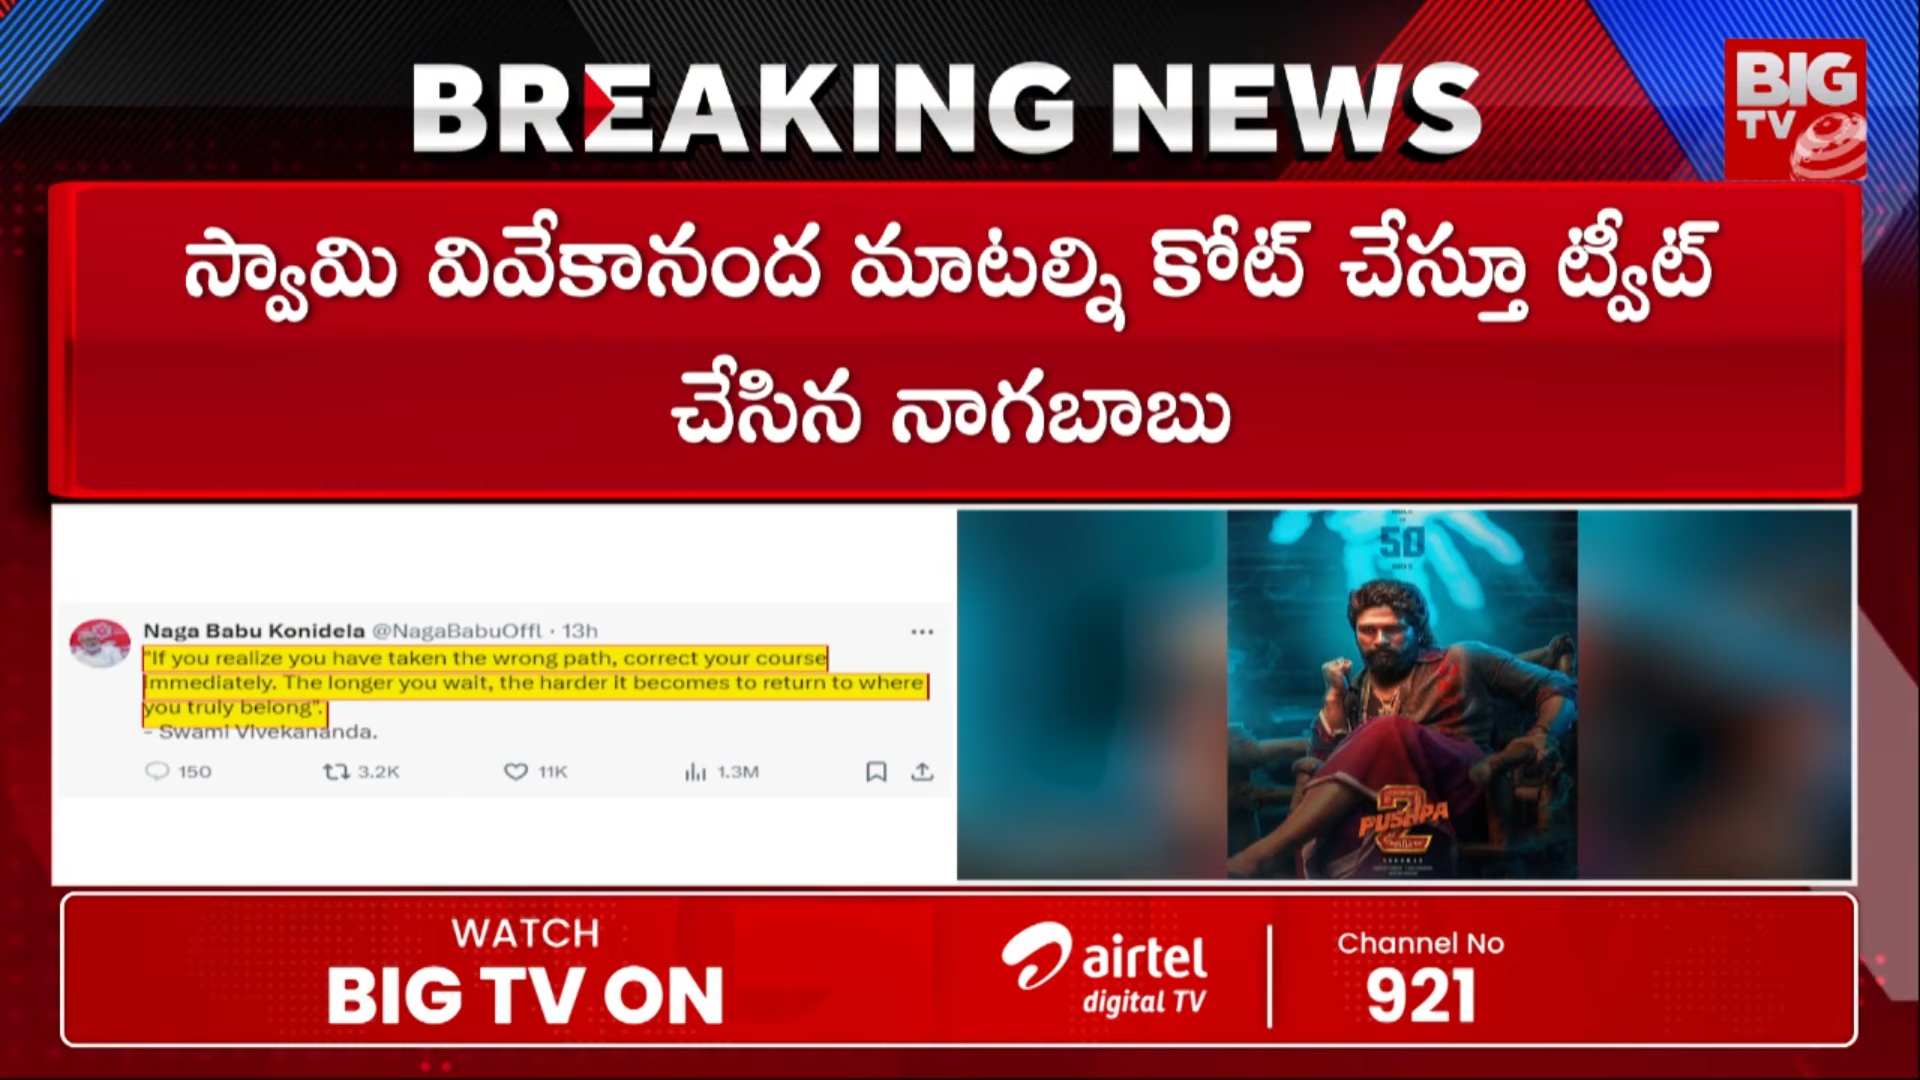 BREAKING NEWS
BIG
TV
స్వామి వివేకానంద మాటల్ని కోట్ చేస్తూ ట్వీట్
చేసిన నాగబాబు
Naga Babu Konidela @NagaBabuOffl · 13h
"If you realize you have taken the wrong path, correct your course
immediately. The longer you wait, the harder it becomes to return to where
you truly belong".
- Swami Vivekananda.
150 3.2K 11K 1.3M
50
PUSHPA
2
WATCH
BIG TV ON
airtel
digital TV
Channel No
921